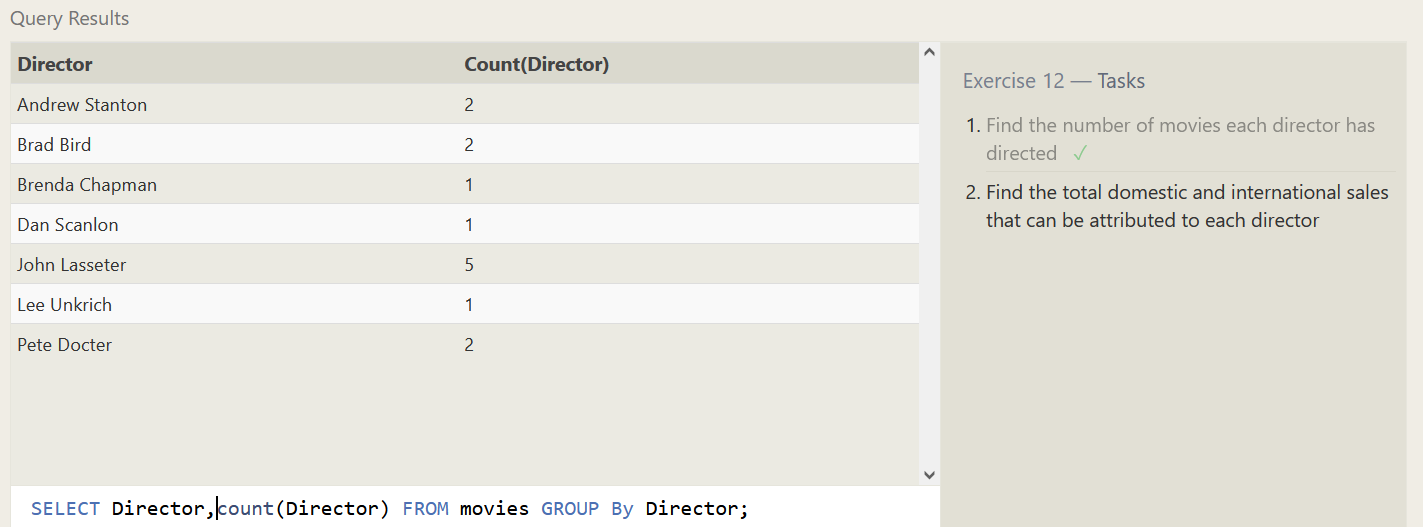 Query Results
Director Count(Director)
Andrew Stanton 2
Brad Bird 2
Brenda Chapman 1
Dan Scanlon 1
John Lasseter 5
Lee Unkrich 1
Pete Docter 2
SELECT Director,count(Director) FROM movies GROUP By Director;
Exercise 12 — Tasks
1. Find the number of movies each director has
directed ✓
2. Find the total domestic and international sales
that can be attributed to each director